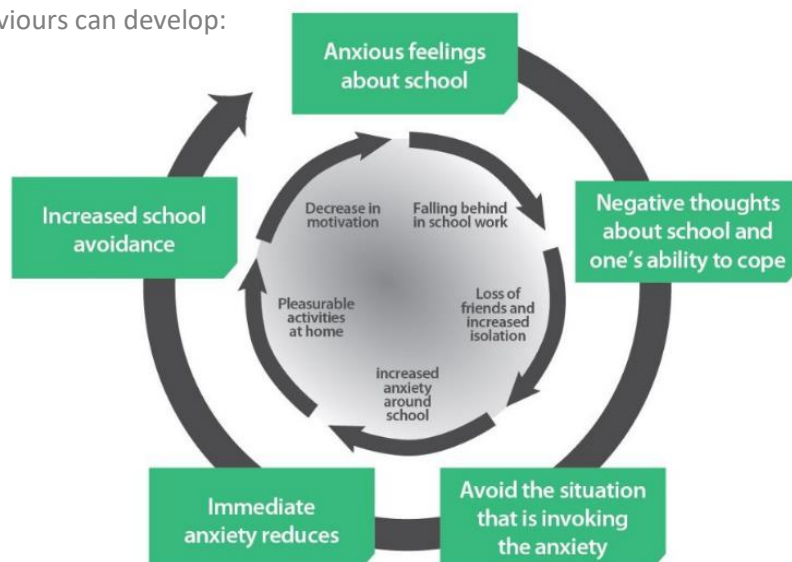 viours can develop:
Anxious feelings
about school
Negative thoughts
about school and
one's ability to cope
Avoid the situation
that is invoking
the anxiety
Immediate
anxiety reduces
Increased school
avoidance
Falling behind
in school work
Loss of
friends and
increased
isolation
increased
anxiety
around
school
Pleasurable
activities
at home
Decrease in
motivation